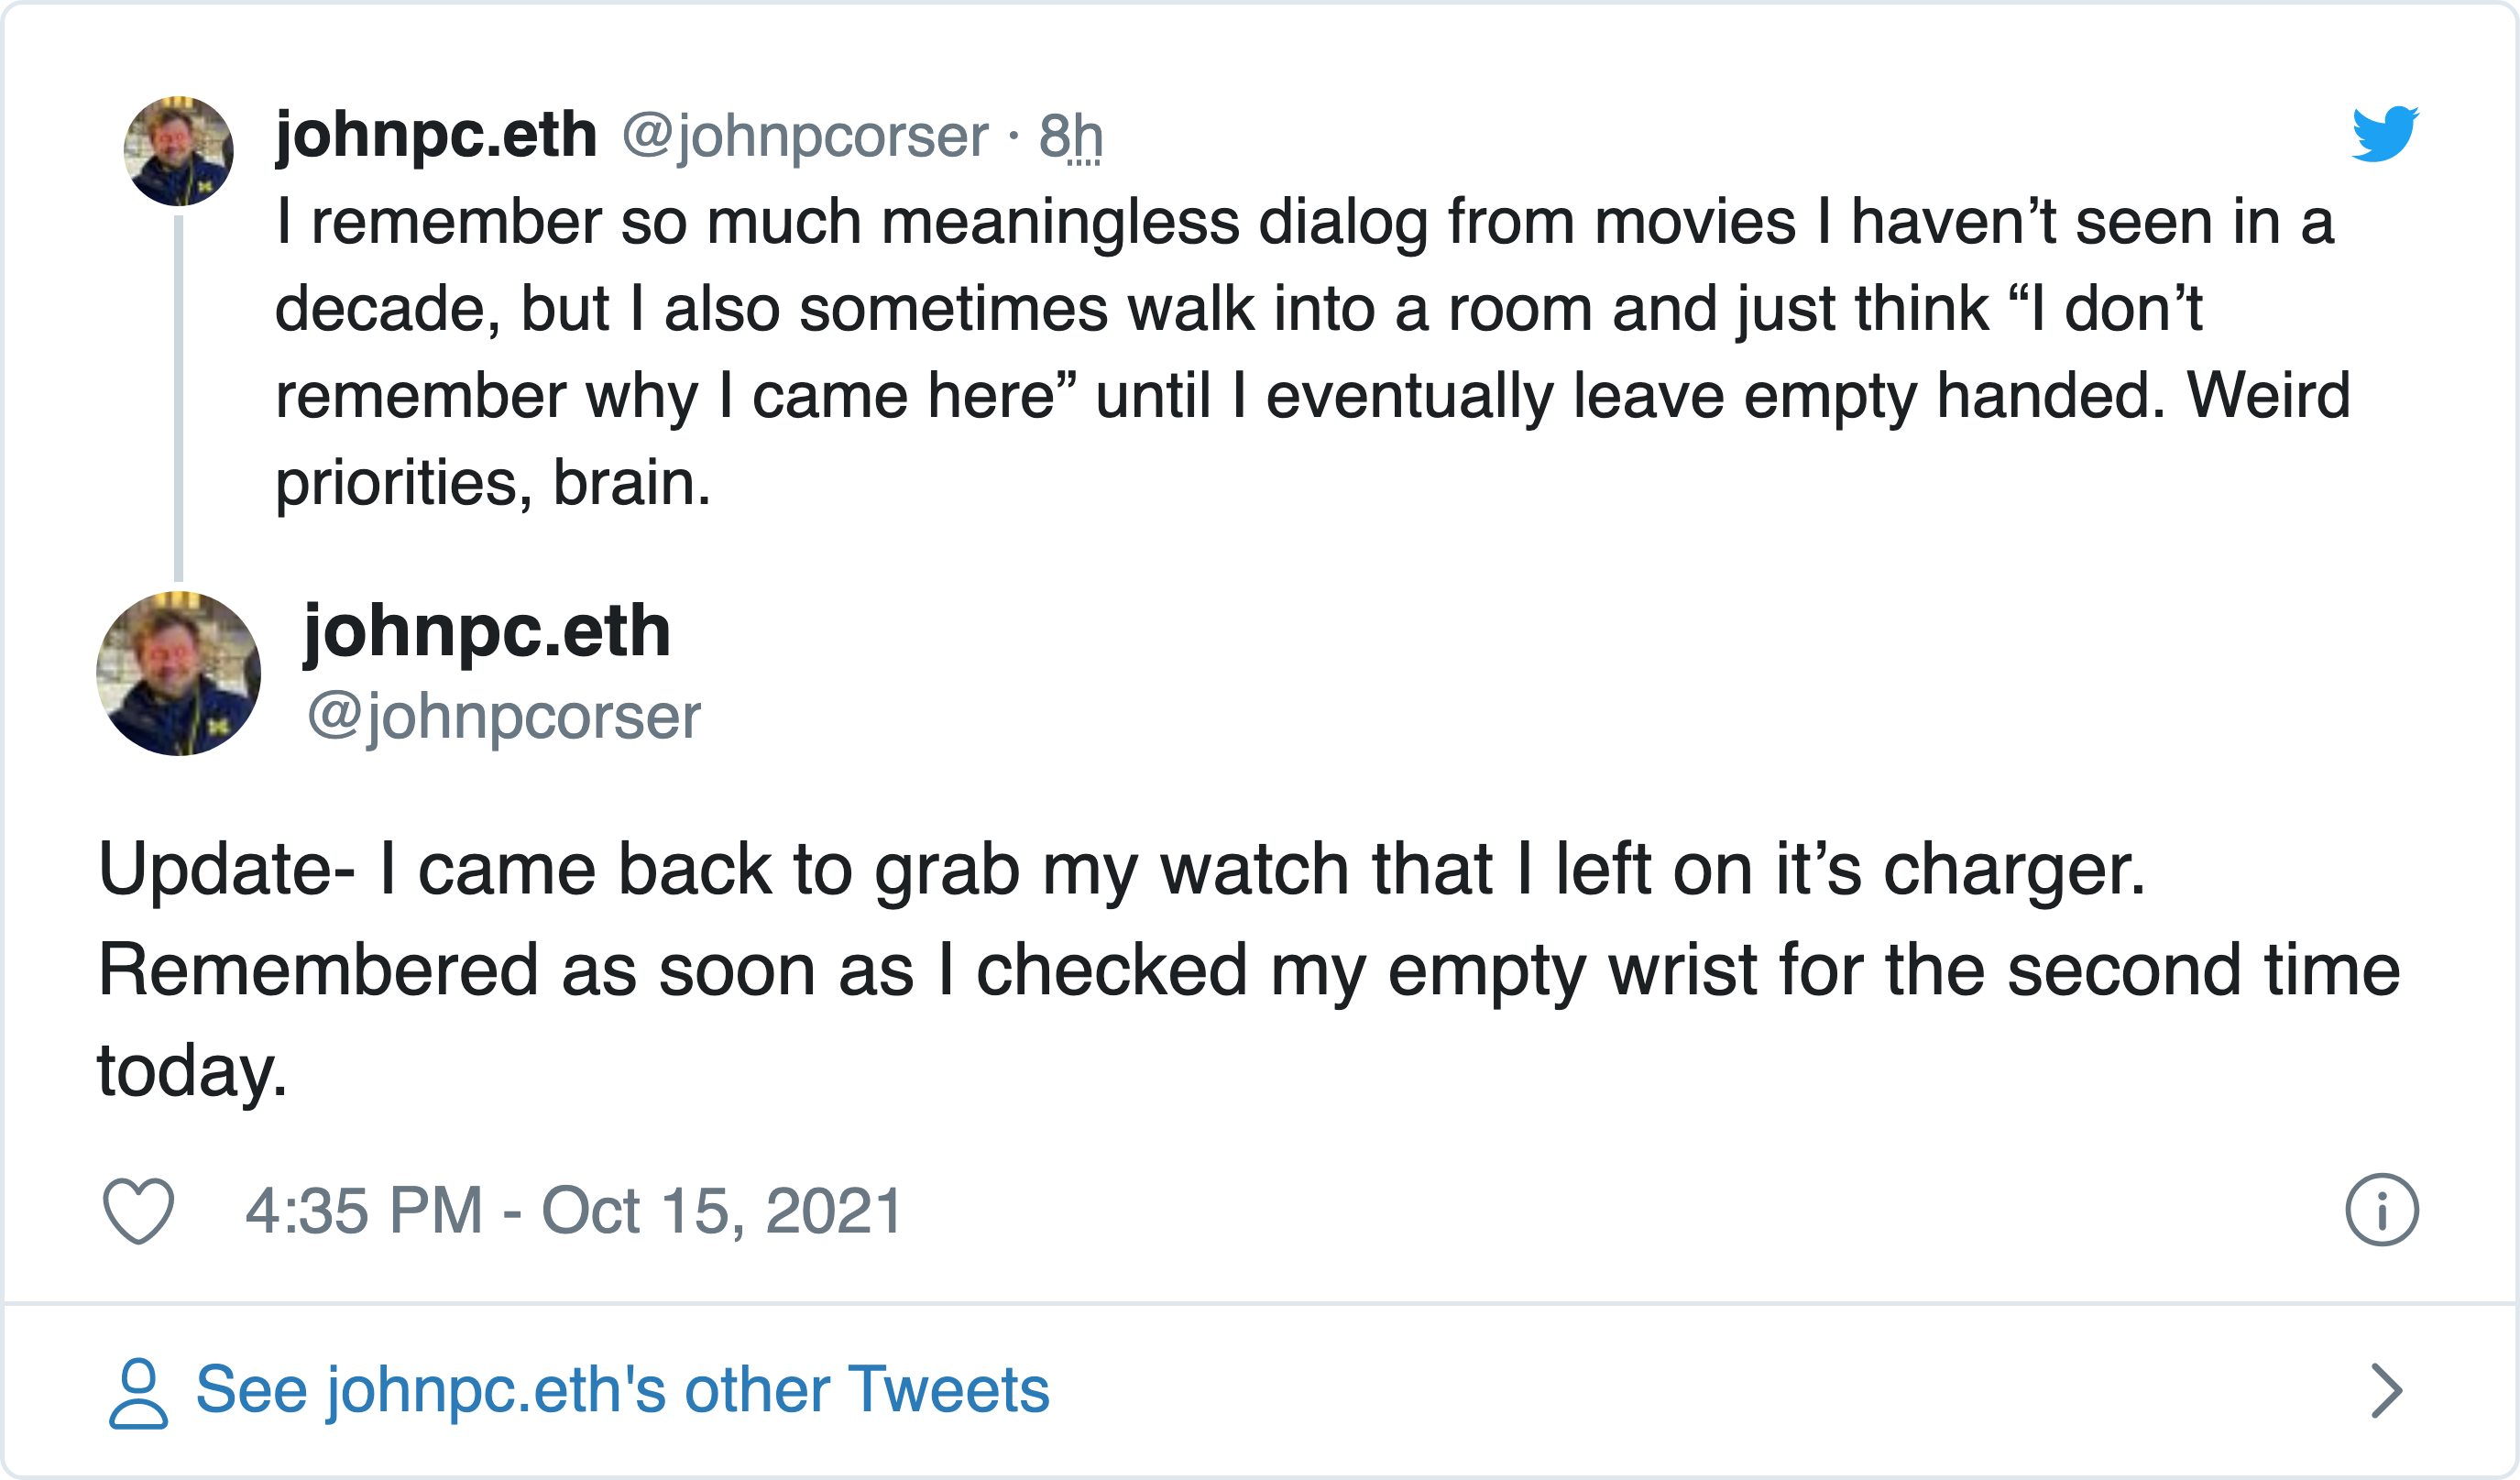 johnpc.eth @johnpcorser · 8h
I remember so much meaningless dialog from movies I haven’t seen in a
decade, but I also sometimes walk into a room and just think “I don’t
remember why I came here” until I eventually leave empty handed. Weird
priorities, brain.
johnpc.eth
@johnpcorser
Update- I came back to grab my watch that I left on it’s charger.
Remembered as soon as I checked my empty wrist for the second time
today.
4:35 PM - Oct 15, 2021
See johnpc.eth's other Tweets